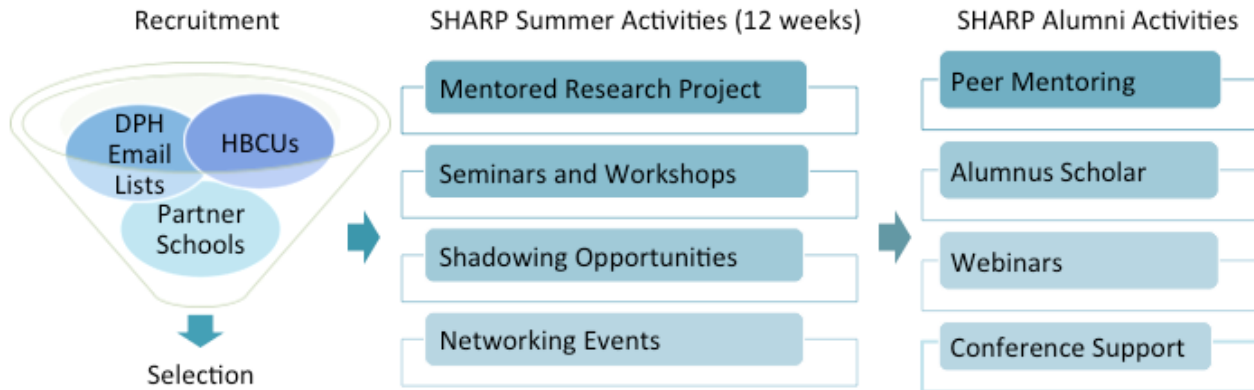 Recruitment
DPH
Email
Lists
HBCUs
Partner
Schools
Selection
SHARP Summer Activities (12 weeks)
Mentored Research Project
Seminars and Workshops
Shadowing Opportunities
Networking Events
SHARP Alumni Activities
Peer Mentoring
Alumnus Scholar
Webinars
Conference Support